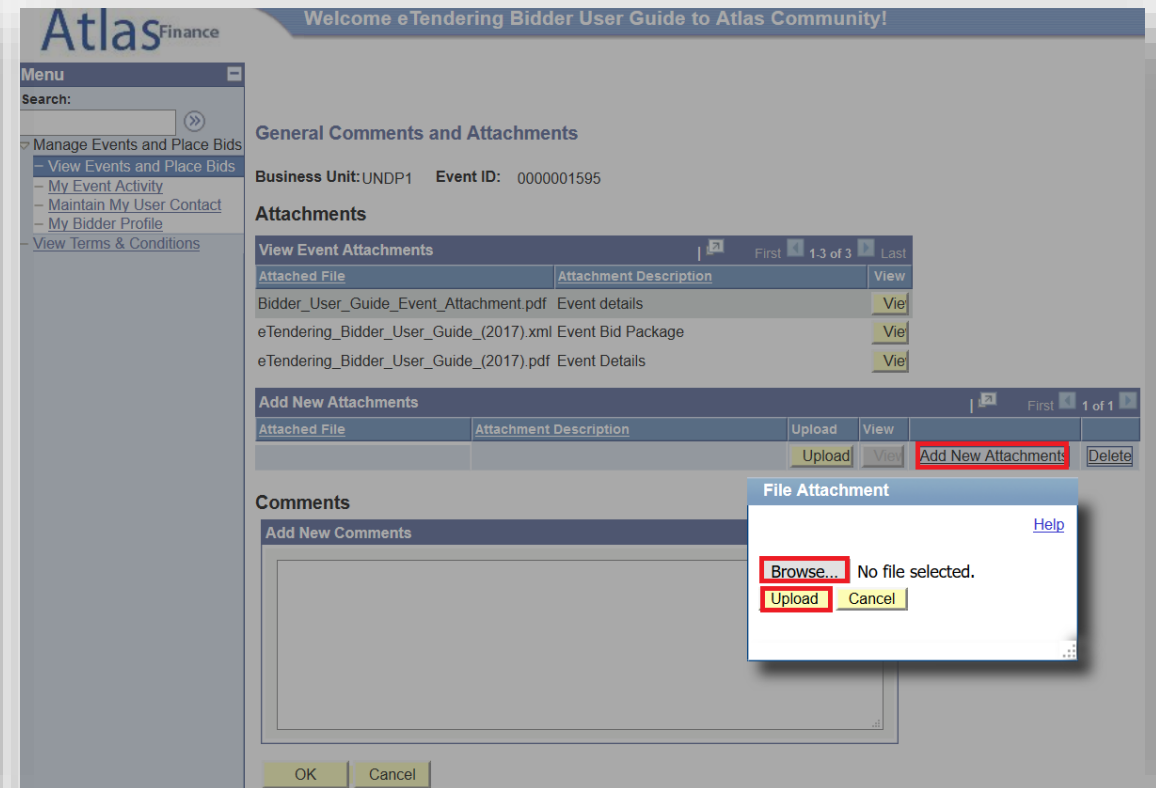 Atlas Finance
Welcome eTendering Bidder User Guide to Atlas Community!
Menu
Search:
Manage Events and Place Bids
– View Events and Place Bids
– My Event Activity
– Maintain My User Contact
– My Bidder Profile
– View Terms & Conditions
General Comments and Attachments
Business Unit: UNDP1 Event ID: 0000001595
Attachments
View Event Attachments | First 1-3 of 3 Last
Attached File Attachment Description View
Bidder_User_Guide_Event_Attachment.pdf Event details Vie
eTendering_Bidder_User_Guide_(2017).xml Event Bid Package Vie
eTendering_Bidder_User_Guide_(2017).pdf Event Details Vie
Add New Attachments | First 1 of 1
Attached File Attachment Description Upload View
Upload View Add New Attachments Delete
File Attachment
Help
Browse... No file selected.
Upload Cancel
Comments
Add New Comments
OK Cancel